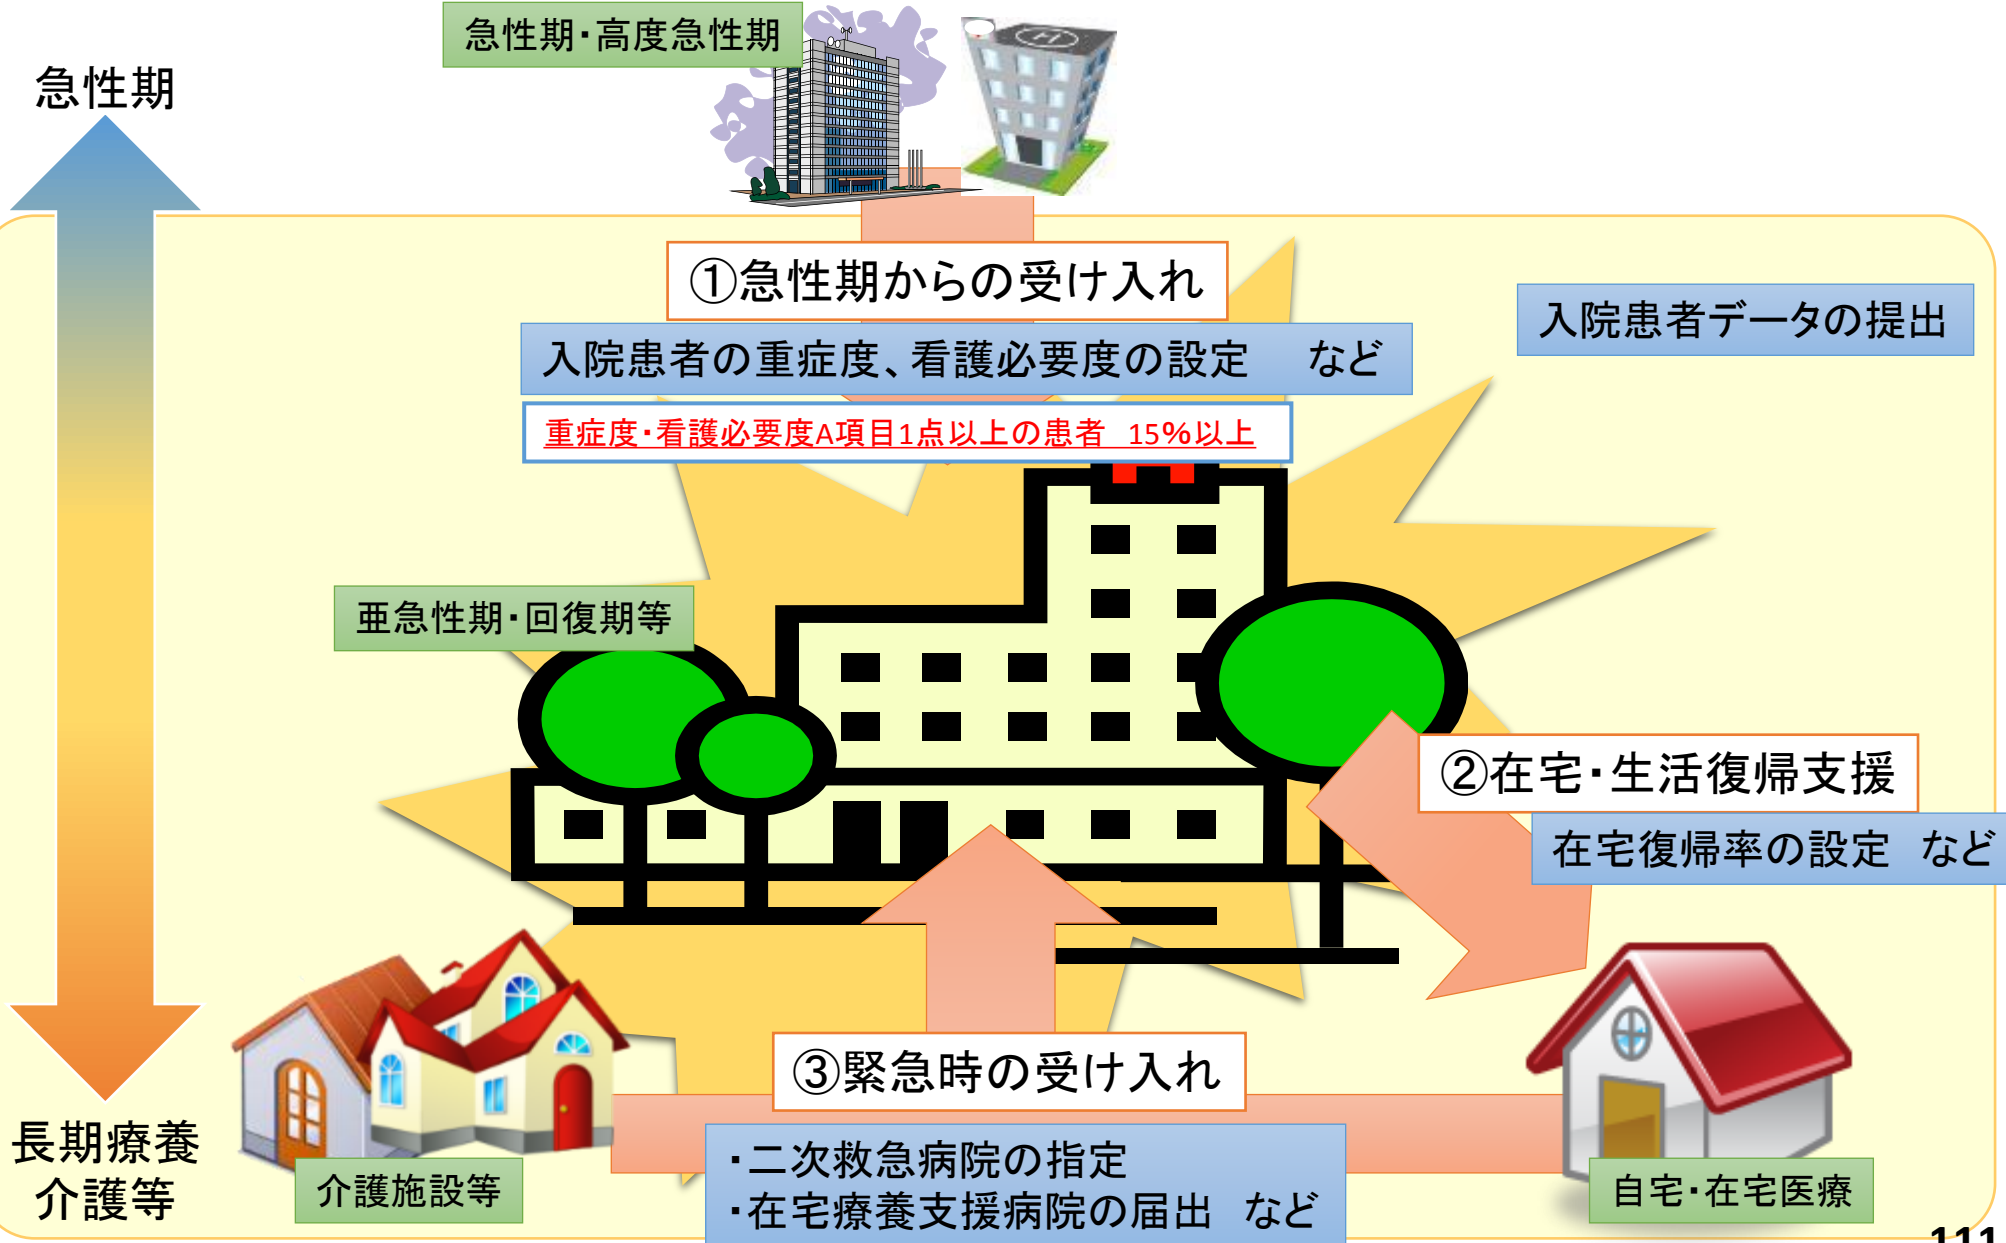 急性期・高度急性期
急性期
①急性期からの受け入れ
入院患者データの提出
入院患者の重症度、看護必要度の設定　など
重症度・看護必要度A項目1点以上の患者　15%以上
亜急性期・回復期等
②在宅・生活復帰支援
在宅復帰率の設定　など
③緊急時の受け入れ
長期療養
介護等
・二次救急病院の指定
・在宅療養支援病院の届出　など
介護施設等
自宅・在宅医療
111